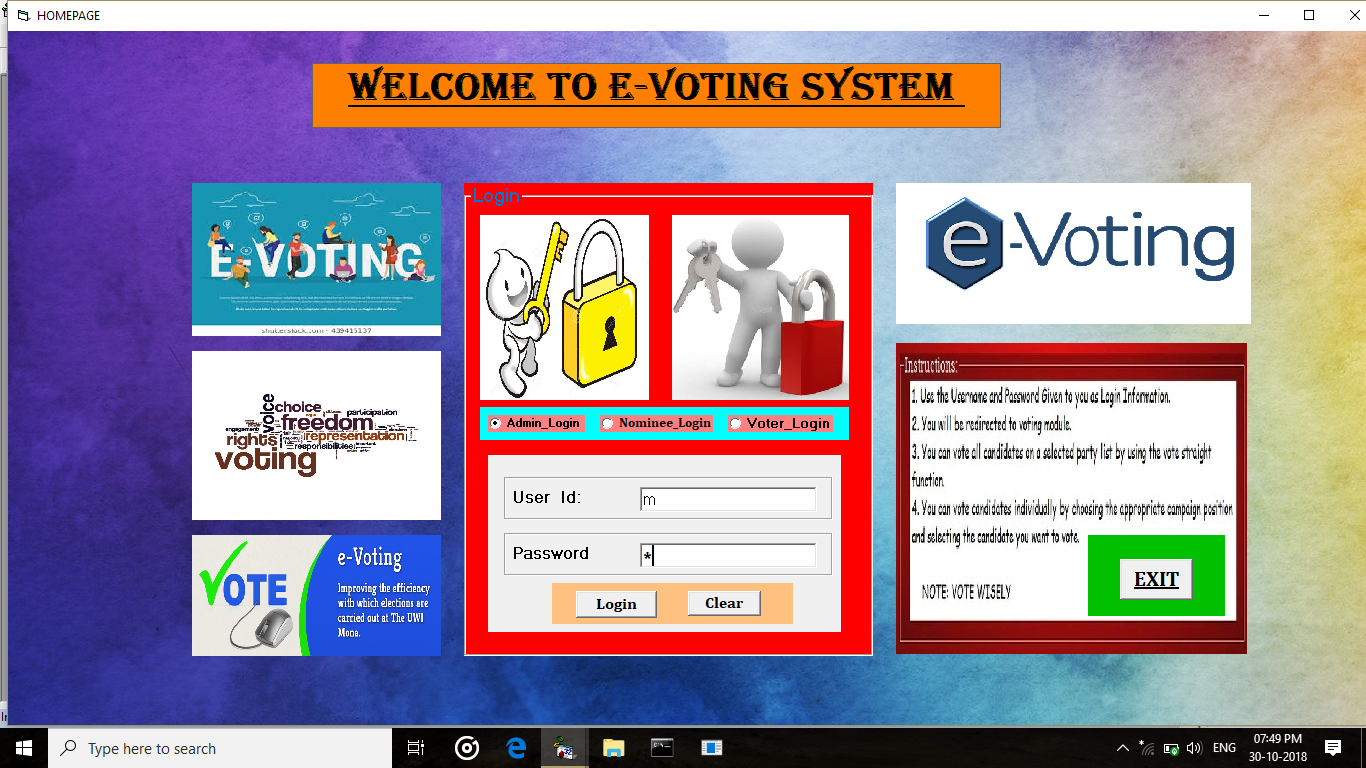 HOMEPAGE
WELCOME TO E-VOTING SYSTEM
E-VOTING
shutterstock.com - 439415137
voice
choice
participation
freedom
rights
representation
responsibilities
voting
VOTE
e-Voting
Improving the efficiency
with which elections are
carried out at The UWI
Mona.
Login
Admin_Login Nominee_Login Voter_Login
User Id: m
Password *
Login Clear
e-Voting
Instructions:
1. Use the Username and Password Given to you as Login Information.
2. You will be redirected to voting module.
3. You can vote all candidates on a selected party list by using the vote straight
function.
4. You can vote candidates individually by choosing the appropriate campaign position
and selecting the candidate you want to vote.
NOTE: VOTE WISELY
EXIT
Type here to search
ENG
07:49 PM
30-10-2018